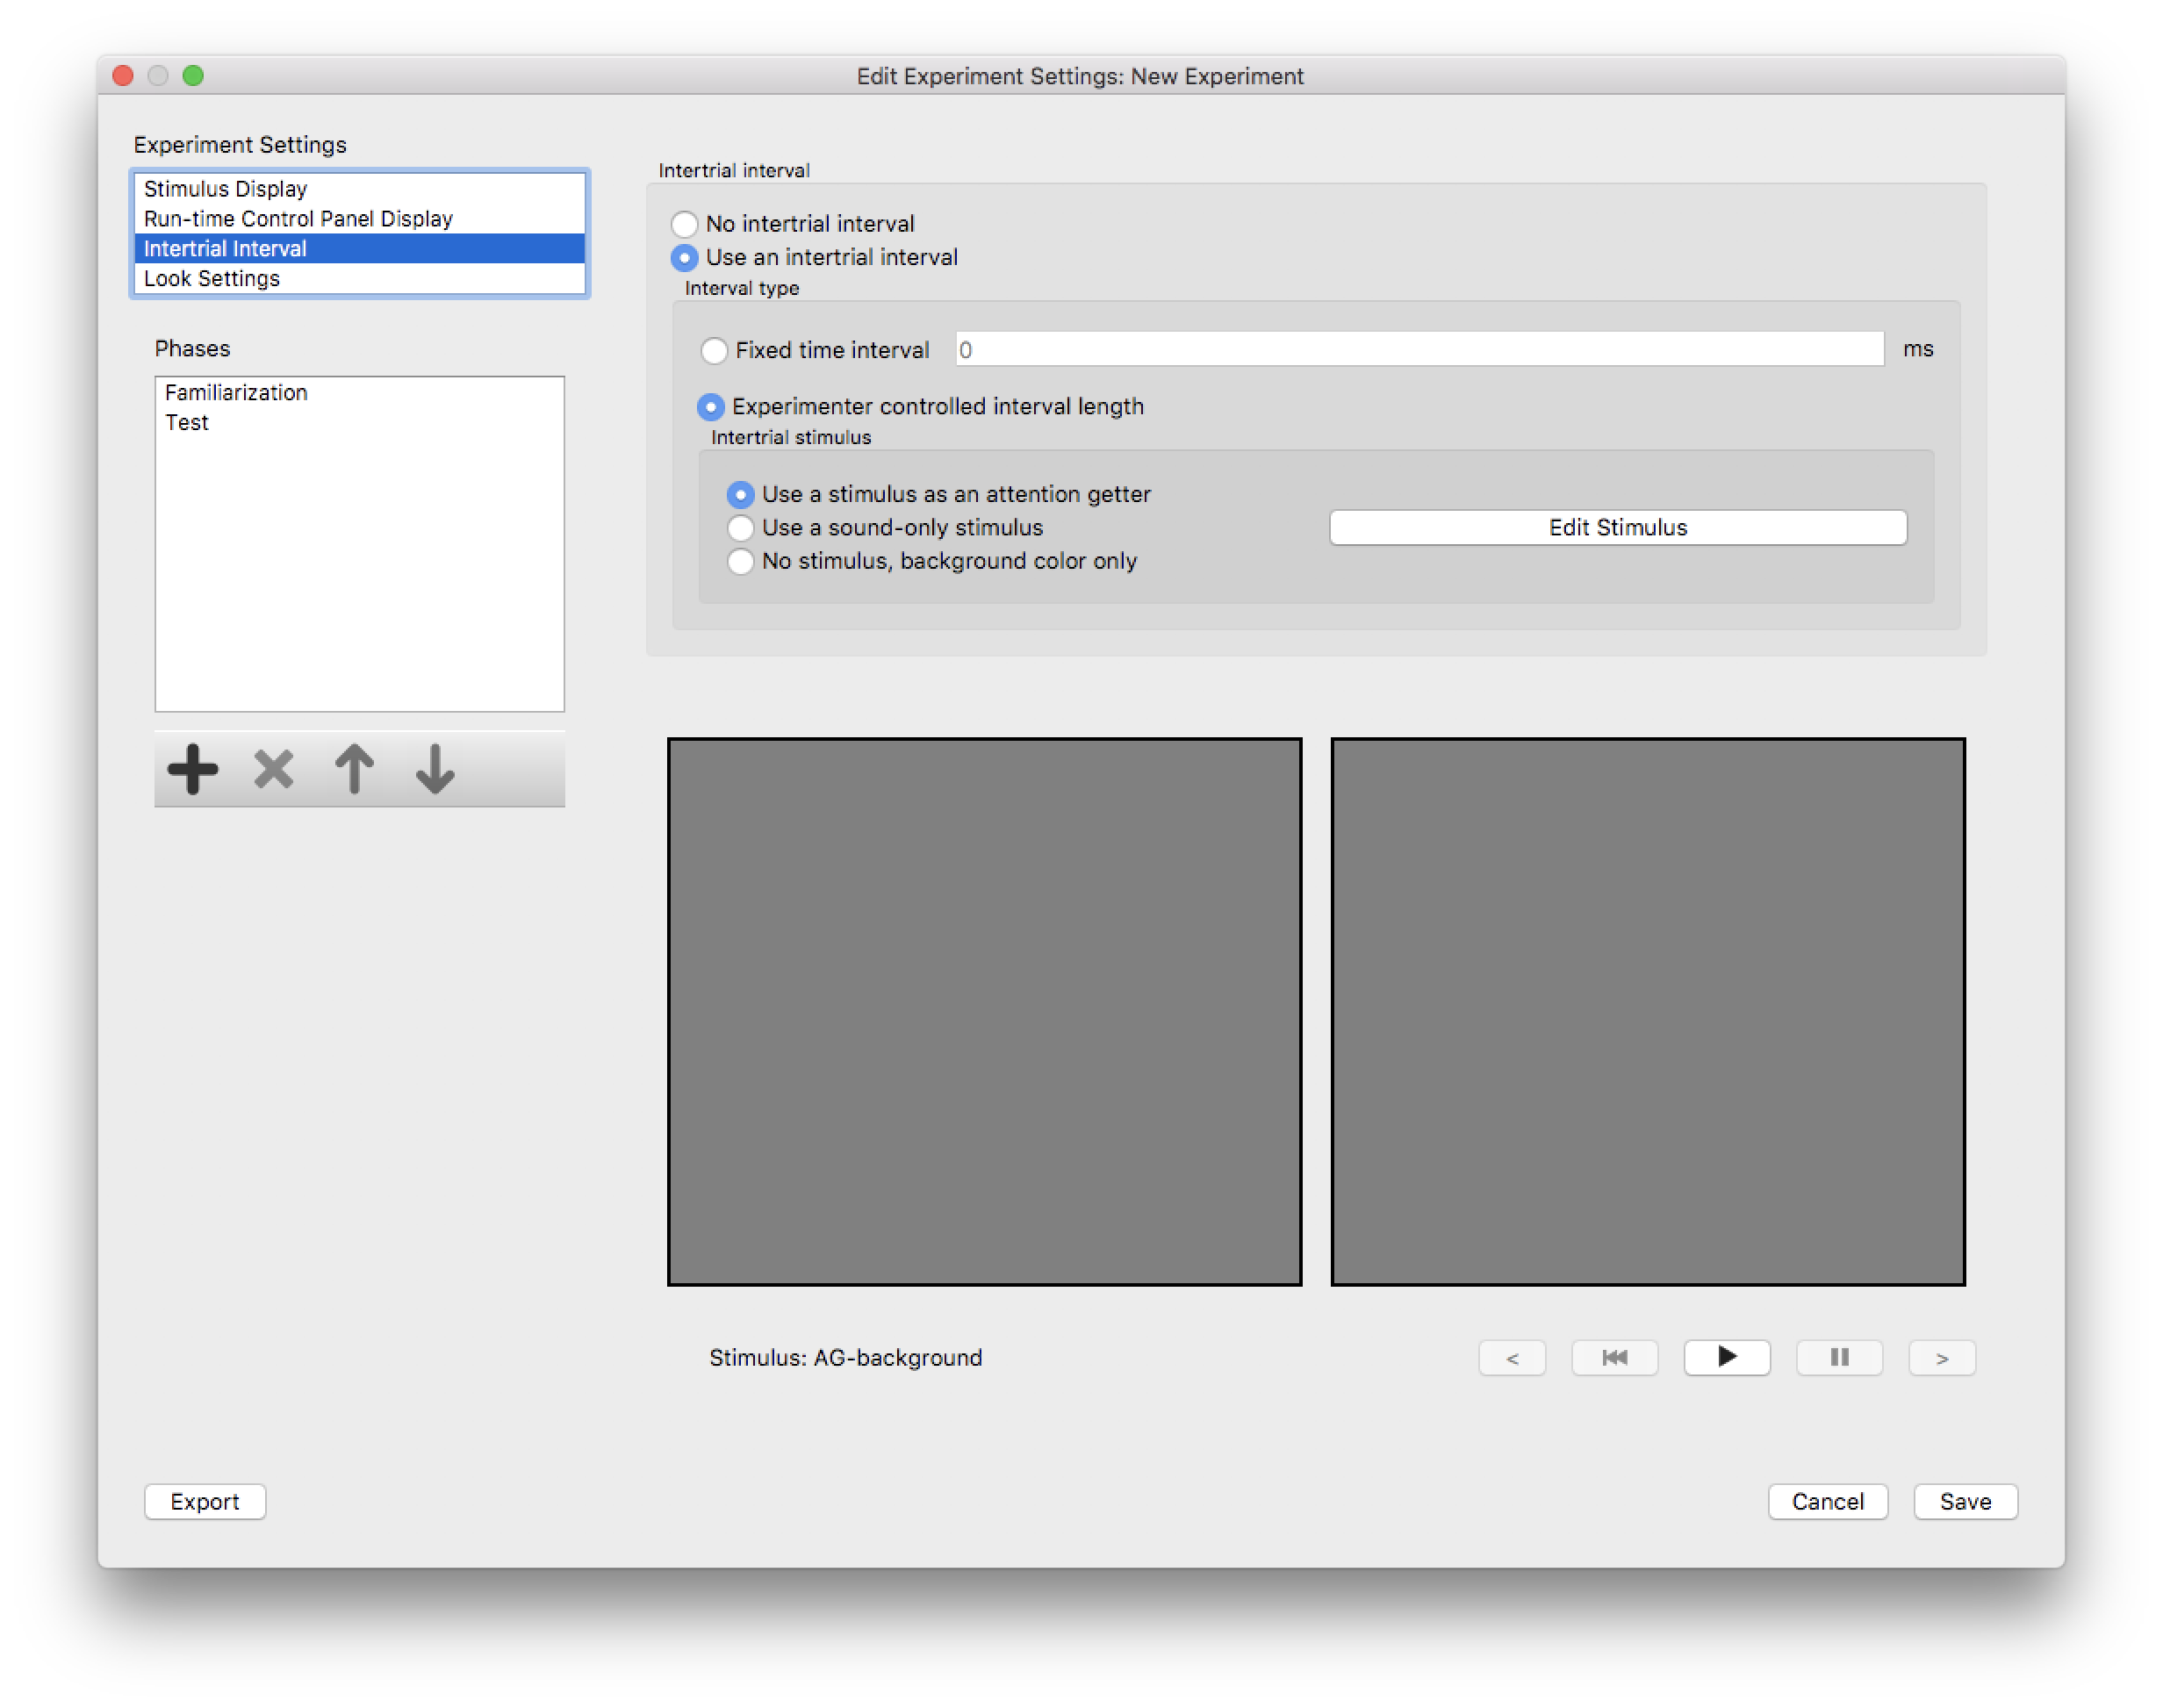 Edit Experiment Settings: New Experiment
Experiment Settings
Stimulus Display
Run-time Control Panel Display
Intertrial Interval
Look Settings
Phases
Familiarization
Test
Intertrial interval
No intertrial interval
Use an intertrial interval
Interval type
Fixed time interval 0 ms
Experimenter controlled interval length
Intertrial stimulus
Use a stimulus as an attention getter
Use a sound-only stimulus
No stimulus, background color only
Edit Stimulus
Stimulus: AG-background
< >
Export
Cancel
Save